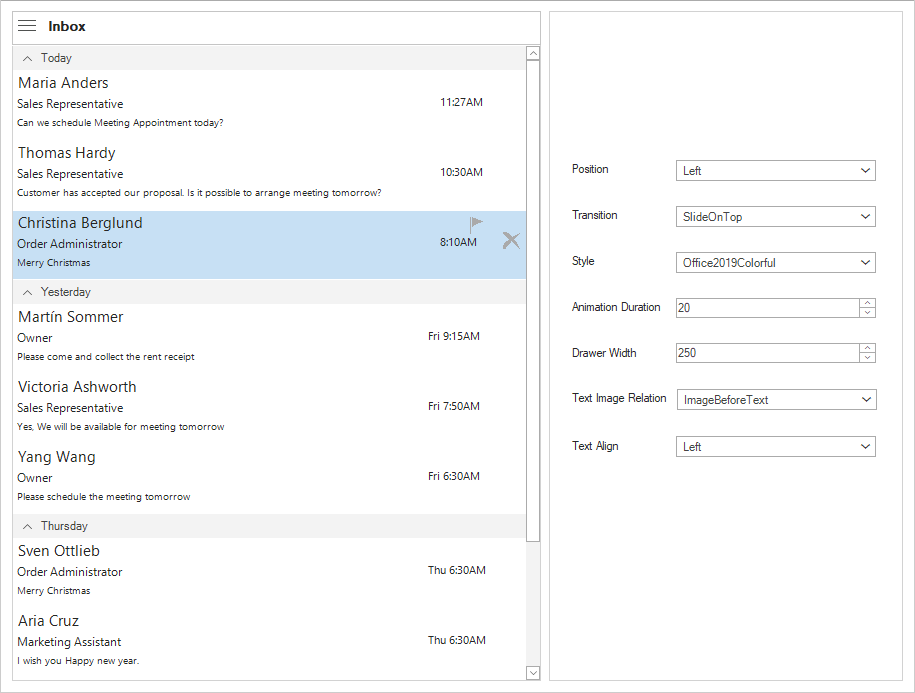 Inbox
Today
Maria Anders
Sales Representative
11:27AM
Can we schedule Meeting Appointment today?
Thomas Hardy
Sales Representative
10:30AM
Customer has accepted our proposal. Is it possible to arrange meeting tomorrow?
Christina Berglund
Order Administrator
8:10AM
Merry Christmas
Yesterday
Martín Sommer
Owner
Fri 9:15AM
Please come and collect the rent receipt
Victoria Ashworth
Sales Representative
Fri 7:50AM
Yes, We will be available for meeting tomorrow
Yang Wang
Owner
Fri 6:30AM
Please schedule the meeting tomorrow
Thursday
Sven Ottlieb
Order Administrator
Thu 6:30AM
Merry Christmas
Aria Cruz
Marketing Assistant
Thu 6:30AM
I wish you Happy new year.
Position Left
Transition SlideOnTop
Style Office2019Colorful
Animation Duration 20
Drawer Width 250
Text Image Relation ImageBeforeText
Text Align Left